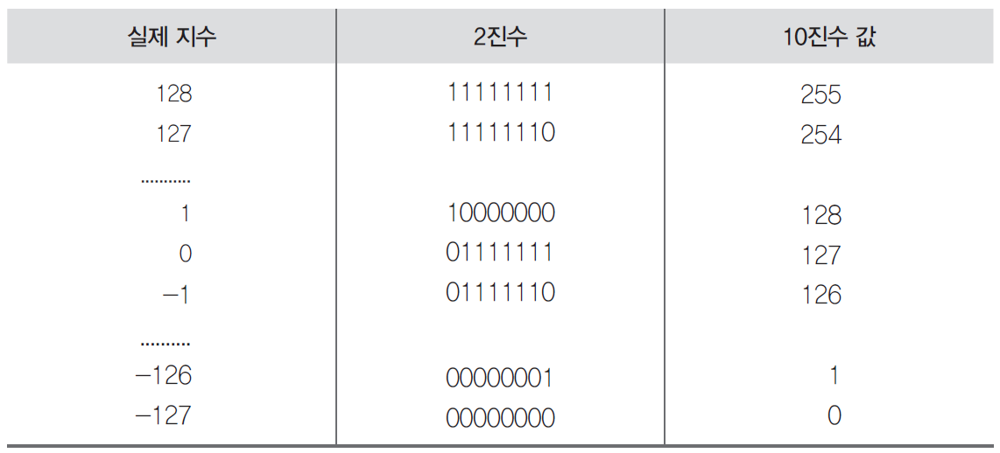 실제 지수 2진수 10진수 값
128 11111111 255
127 11111110 254
...........
1 10000000 128
0 01111111 127
−1 01111110 126
..........
−126 00000001 1
−127 00000000 0